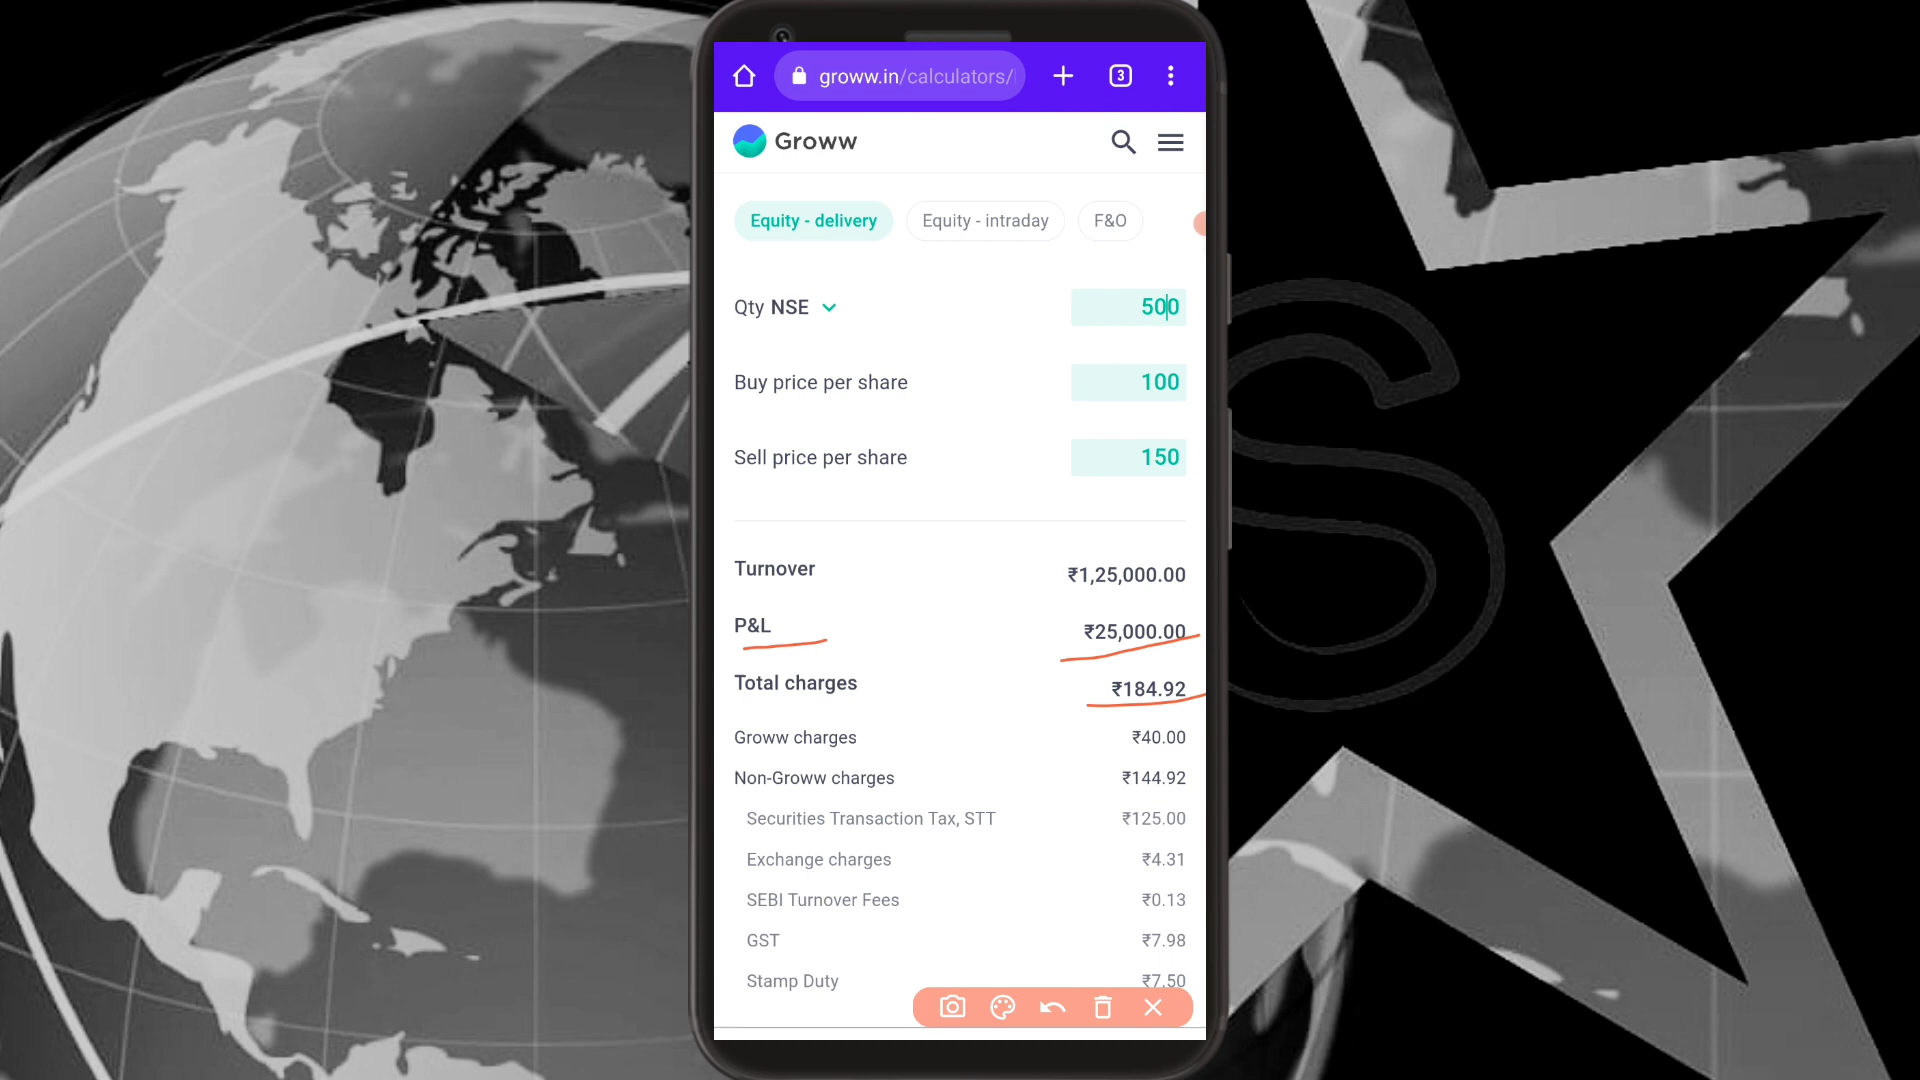 3
groww.in/calculators/
Groww
Equity - delivery Equity - intraday F&O
Qty NSE 500
Buy price per share 100
Sell price per share 150
Turnover ₹1,25,000.00
P&L ₹25,000.00
Total charges ₹184.92
Groww charges ₹40.00
Non-Groww charges ₹144.92
Securities Transaction Tax, STT ₹125.00
Exchange charges ₹4.31
SEBI Turnover Fees ₹0.13
GST ₹7.98
Stamp Duty ₹7.50
S